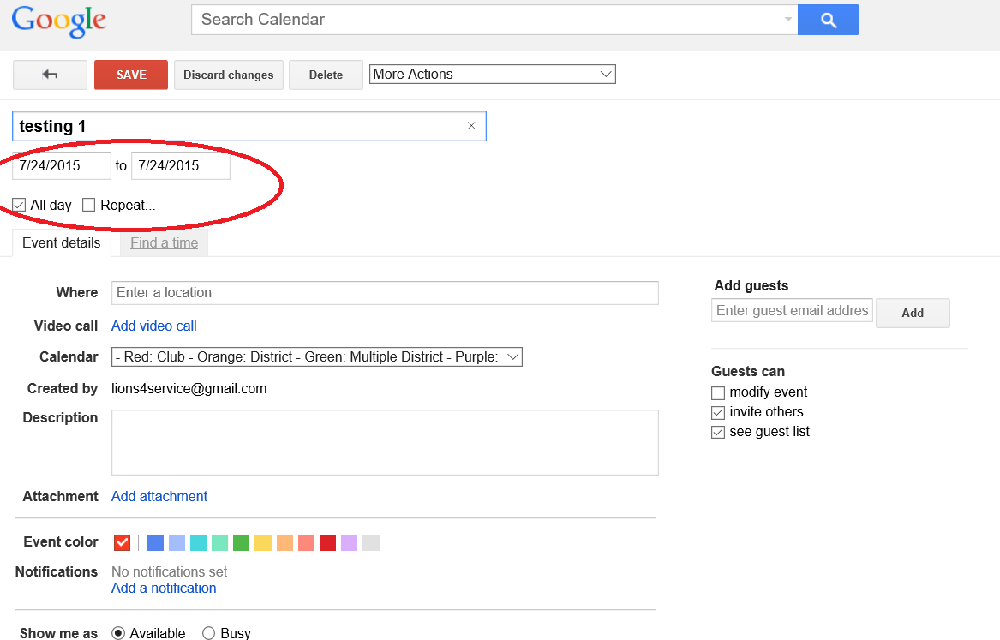 Google Search Calendar
SAVE Discard changes Delete More Actions
testing 1
7/24/2015 to 7/24/2015
All day Repeat...
Event details Find a time
Where Enter a location
Video call Add video call
Calendar - Red: Club - Orange: District - Green: Multiple District - Purple:
Created by lions4service@gmail.com
Description
Attachment Add attachment
Event color
Notifications No notifications set
Add a notification
Show me as Available Busy
Add guests
Enter guest email addres Add
Guests can
modify event
invite others
see guest list